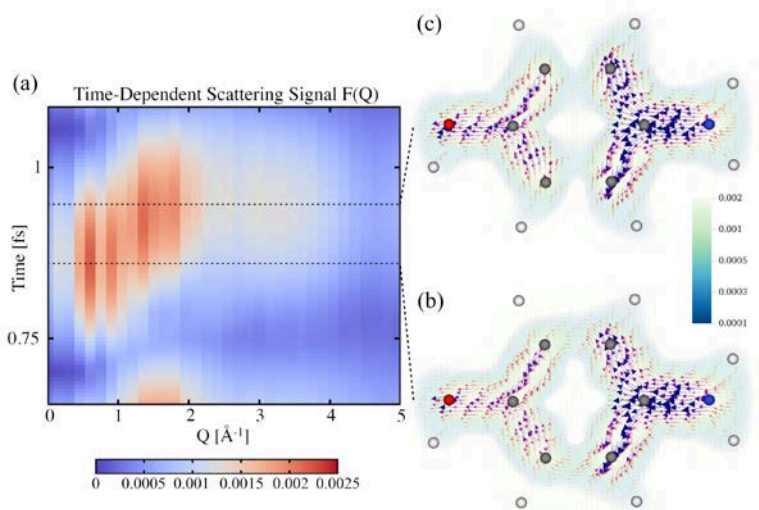 (a)
Time-Dependent Scattering Signal F(Q)
1
0.75
Time [fs]
0 1 2 3 4 5
Q [Å⁻¹]
0 0.0005 0.001 0.0015 0.002 0.0025
(c)
0.002
0.001
0.0005
0.0003
0.0001
(b)